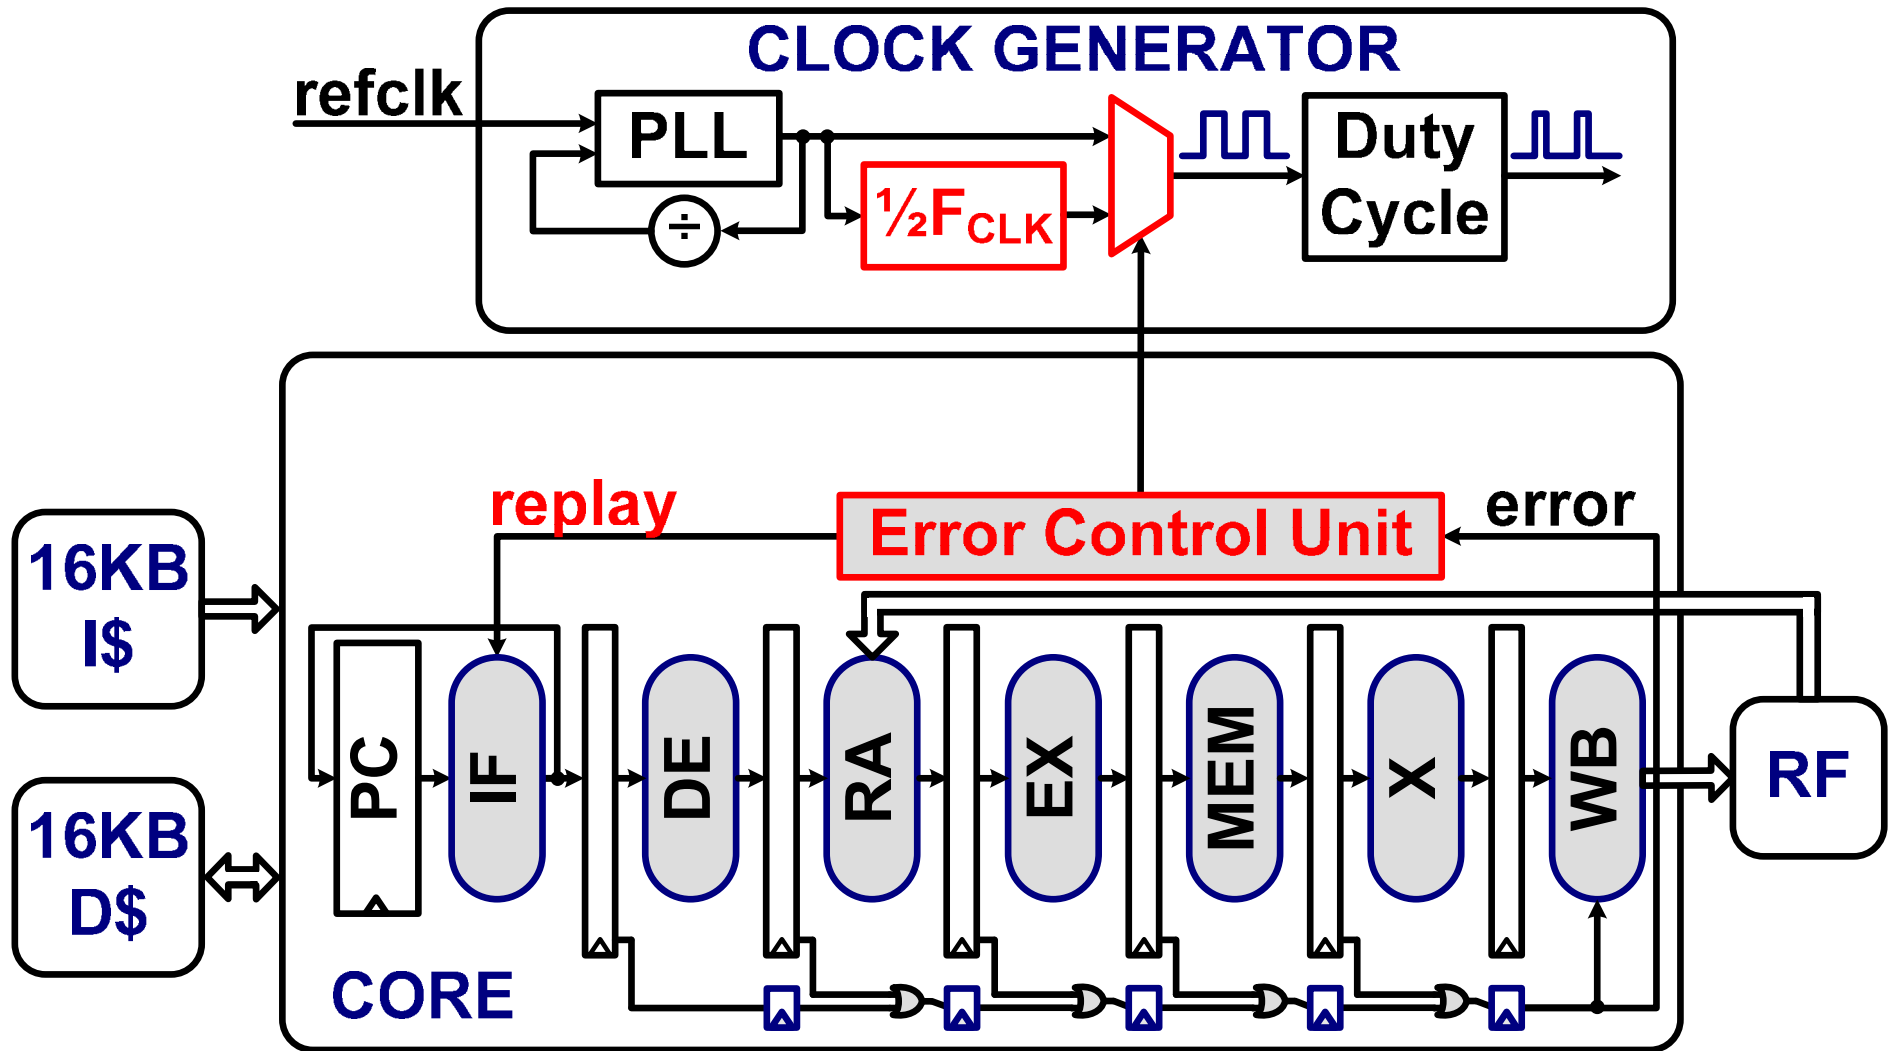 CLOCK GENERATOR
refclk
PLL
÷
½FCLK
Duty
Cycle
replay
Error Control Unit
error
16KB
I$
16KB
D$
PC
IF
DE
RA
EX
MEM
X
WB
RF
CORE